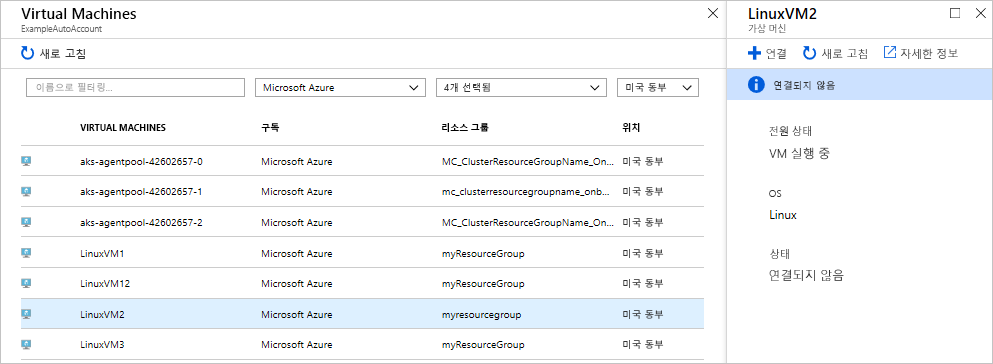 Virtual Machines
ExampleAutoAccount
새로 고침
이름으로 필터링... Microsoft Azure 4개 선택됨 미국 동부
VIRTUAL MACHINES 구독 리소스 그룹 위치
aks-agentpool-42602657-0 Microsoft Azure MC_ClusterResourceGroupName_On... 미국 동부
aks-agentpool-42602657-1 Microsoft Azure mc_clusterresourcegroupname_onb... 미국 동부
aks-agentpool-42602657-2 Microsoft Azure MC_ClusterResourceGroupName_On... 미국 동부
LinuxVM1 Microsoft Azure myResourceGroup 미국 동부
LinuxVM12 Microsoft Azure myResourceGroup 미국 동부
LinuxVM2 Microsoft Azure myresourcegroup 미국 동부
LinuxVM3 Microsoft Azure myResourceGroup 미국 동부
LinuxVM2
가상 머신
연결 새로 고침 자세한 정보
연결되지 않음
전원 상태
VM 실행 중
OS
Linux
상태
연결되지 않음